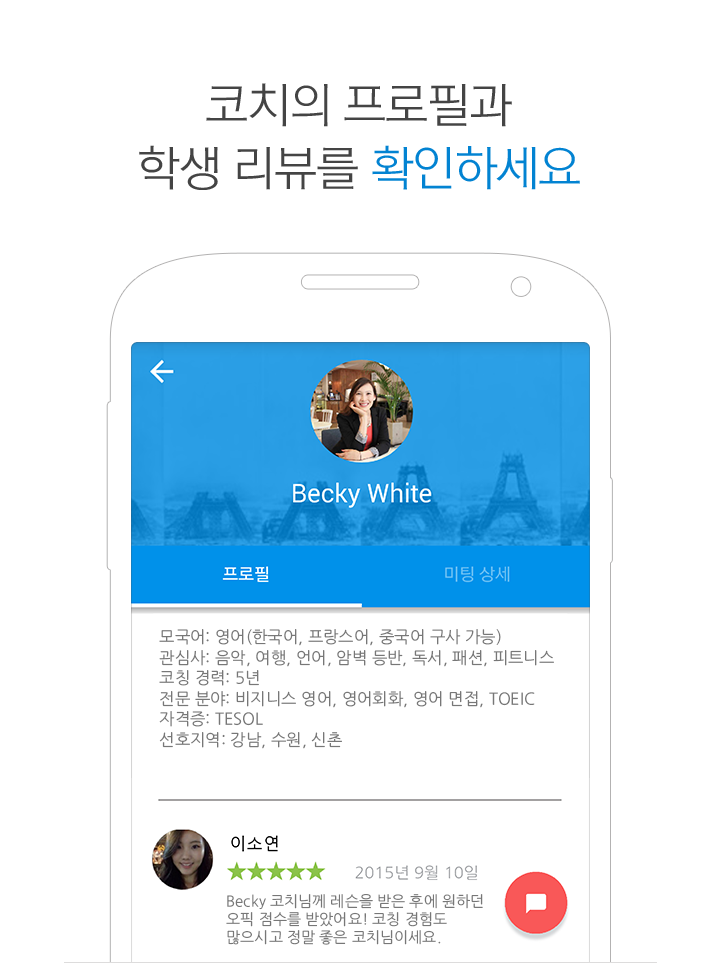 코치의 프로필과
학생 리뷰를 확인하세요
Becky White
프로필
미팅 상세
모국어: 영어(한국어, 프랑스어, 중국어 구사 가능)
관심사: 음악, 여행, 언어, 암벽 등반, 독서, 패션, 피트니스
코칭 경력: 5년
전문 분야: 비지니스 영어, 영어회화, 영어 면접, TOEIC
자격증: TESOL
선호지역: 강남, 수원, 신촌
이소연
2015년 9월 10일
Becky 코치님께 레슨을 받은 후에 원하던
오픽 점수를 받았어요! 코칭 경험도
많으시고 정말 좋은 코치님이세요.